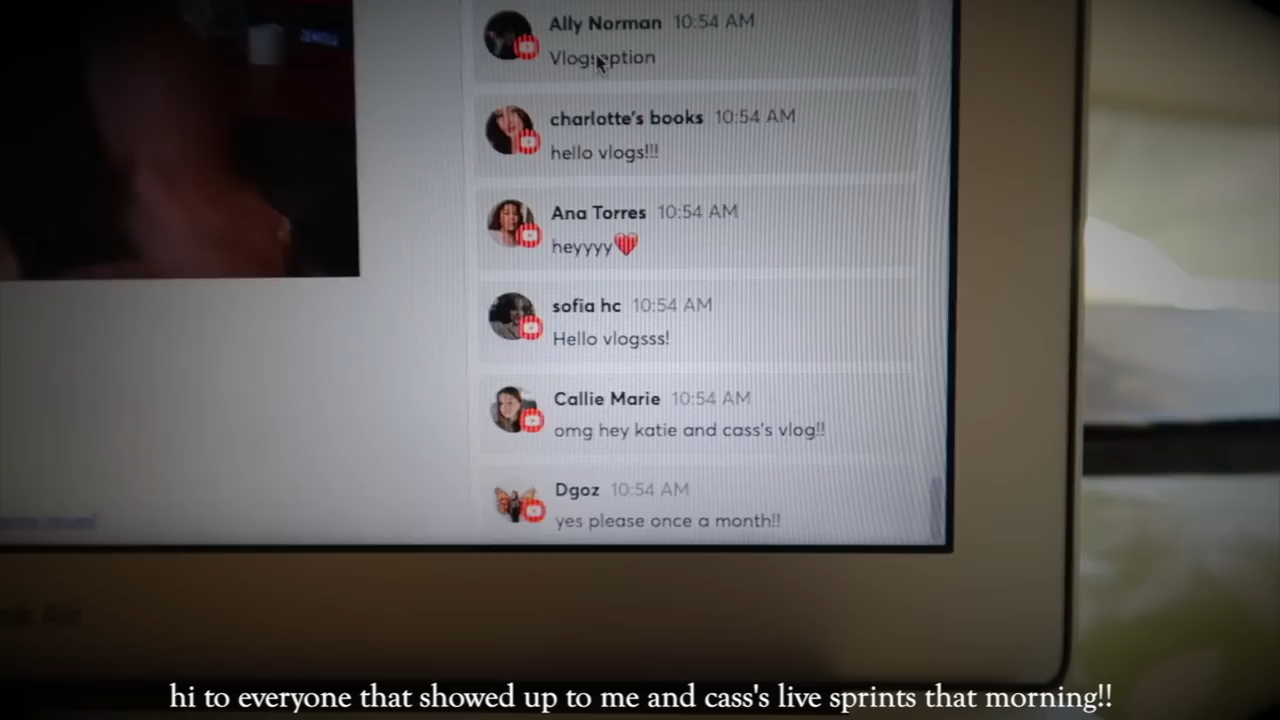 Ally Norman 10:54 AM
Vlogseption
charlotte's books 10:54 AM
hello vlogs!!!
Ana Torres 10:54 AM
heyyyy❤️
sofia hc 10:54 AM
Hello vlogsss!
Callie Marie 10:54 AM
omg hey katie and cass's vlog!!
Dgoz 10:54 AM
yes please once a month!!
Air
hi to everyone that showed up to me and cass's live sprints that morning!!